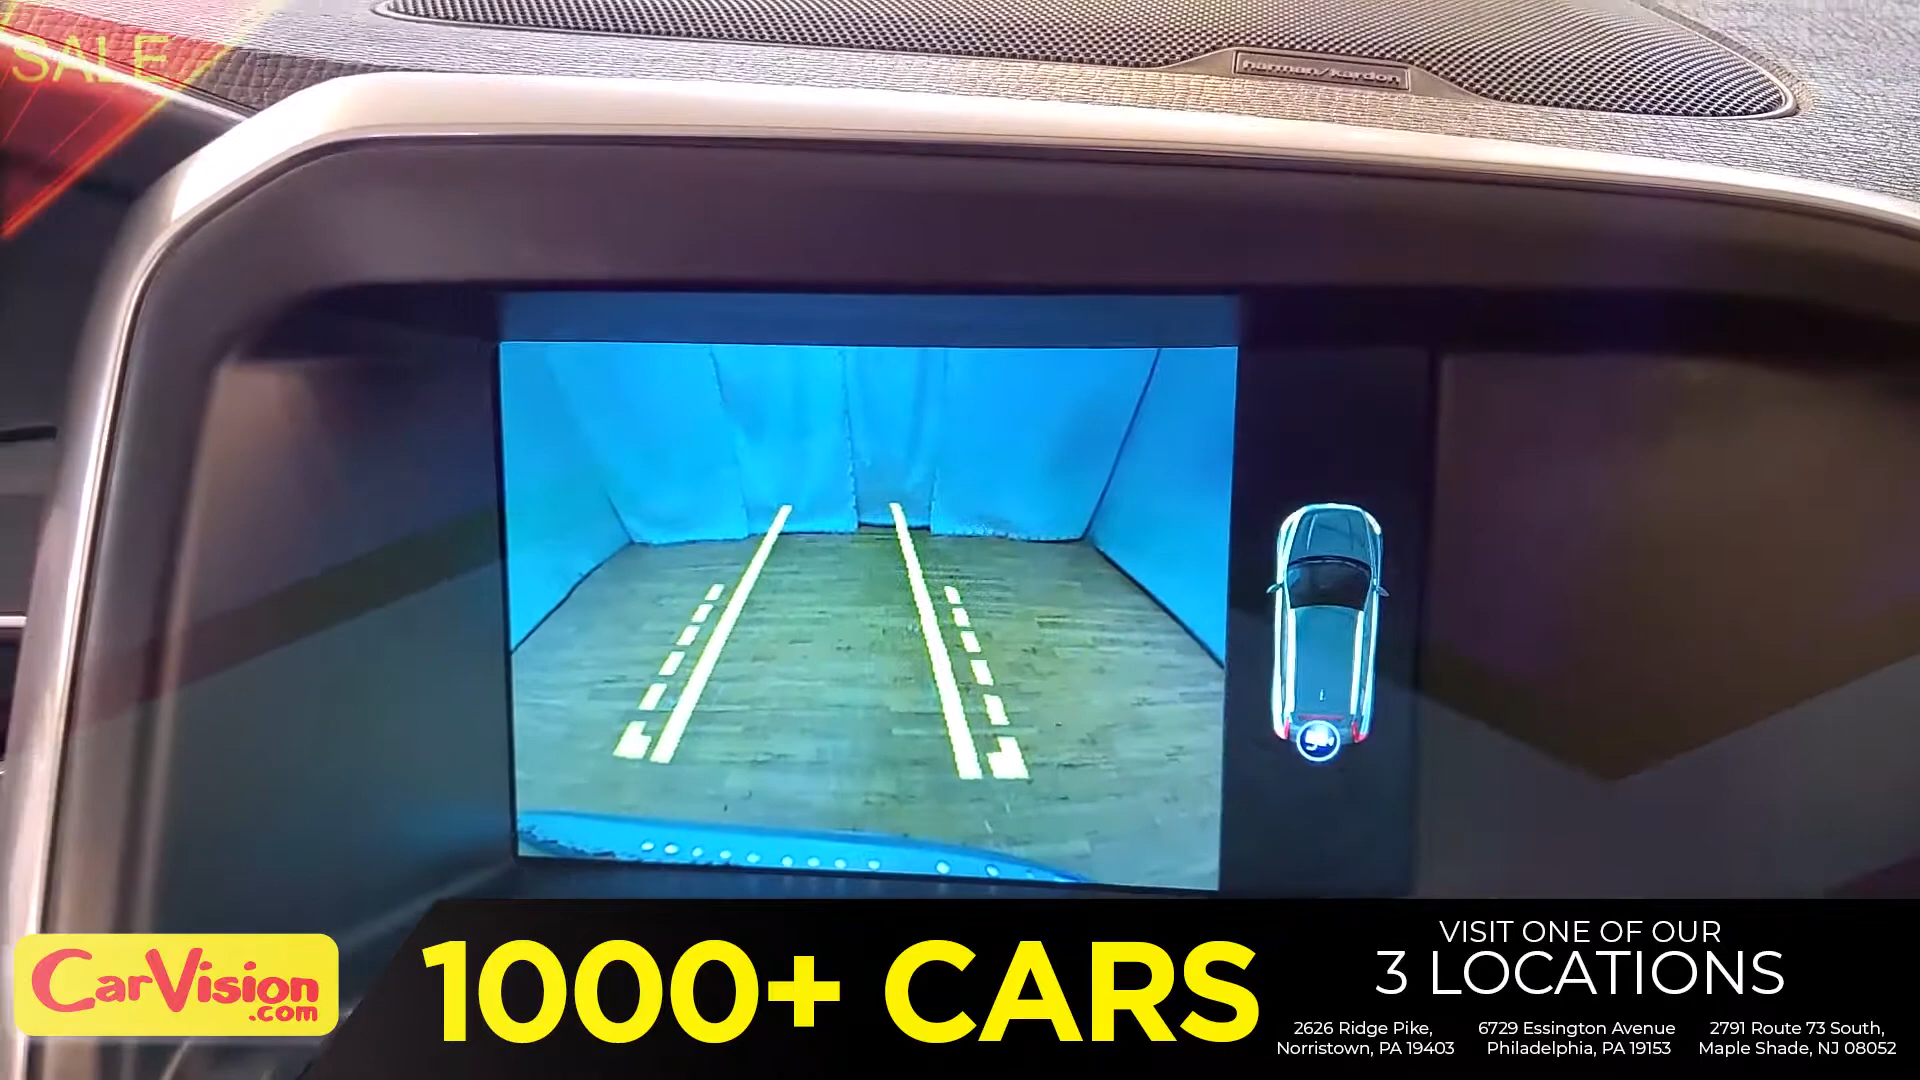 SALE
harman/kardon
CarVision
.com
1000+ CARS
VISIT ONE OF OUR
3 LOCATIONS
2626 Ridge Pike,
Norristown, PA 19403
6729 Essington Avenue
Philadelphia, PA 19153
2791 Route 73 South,
Maple Shade, NJ 08052